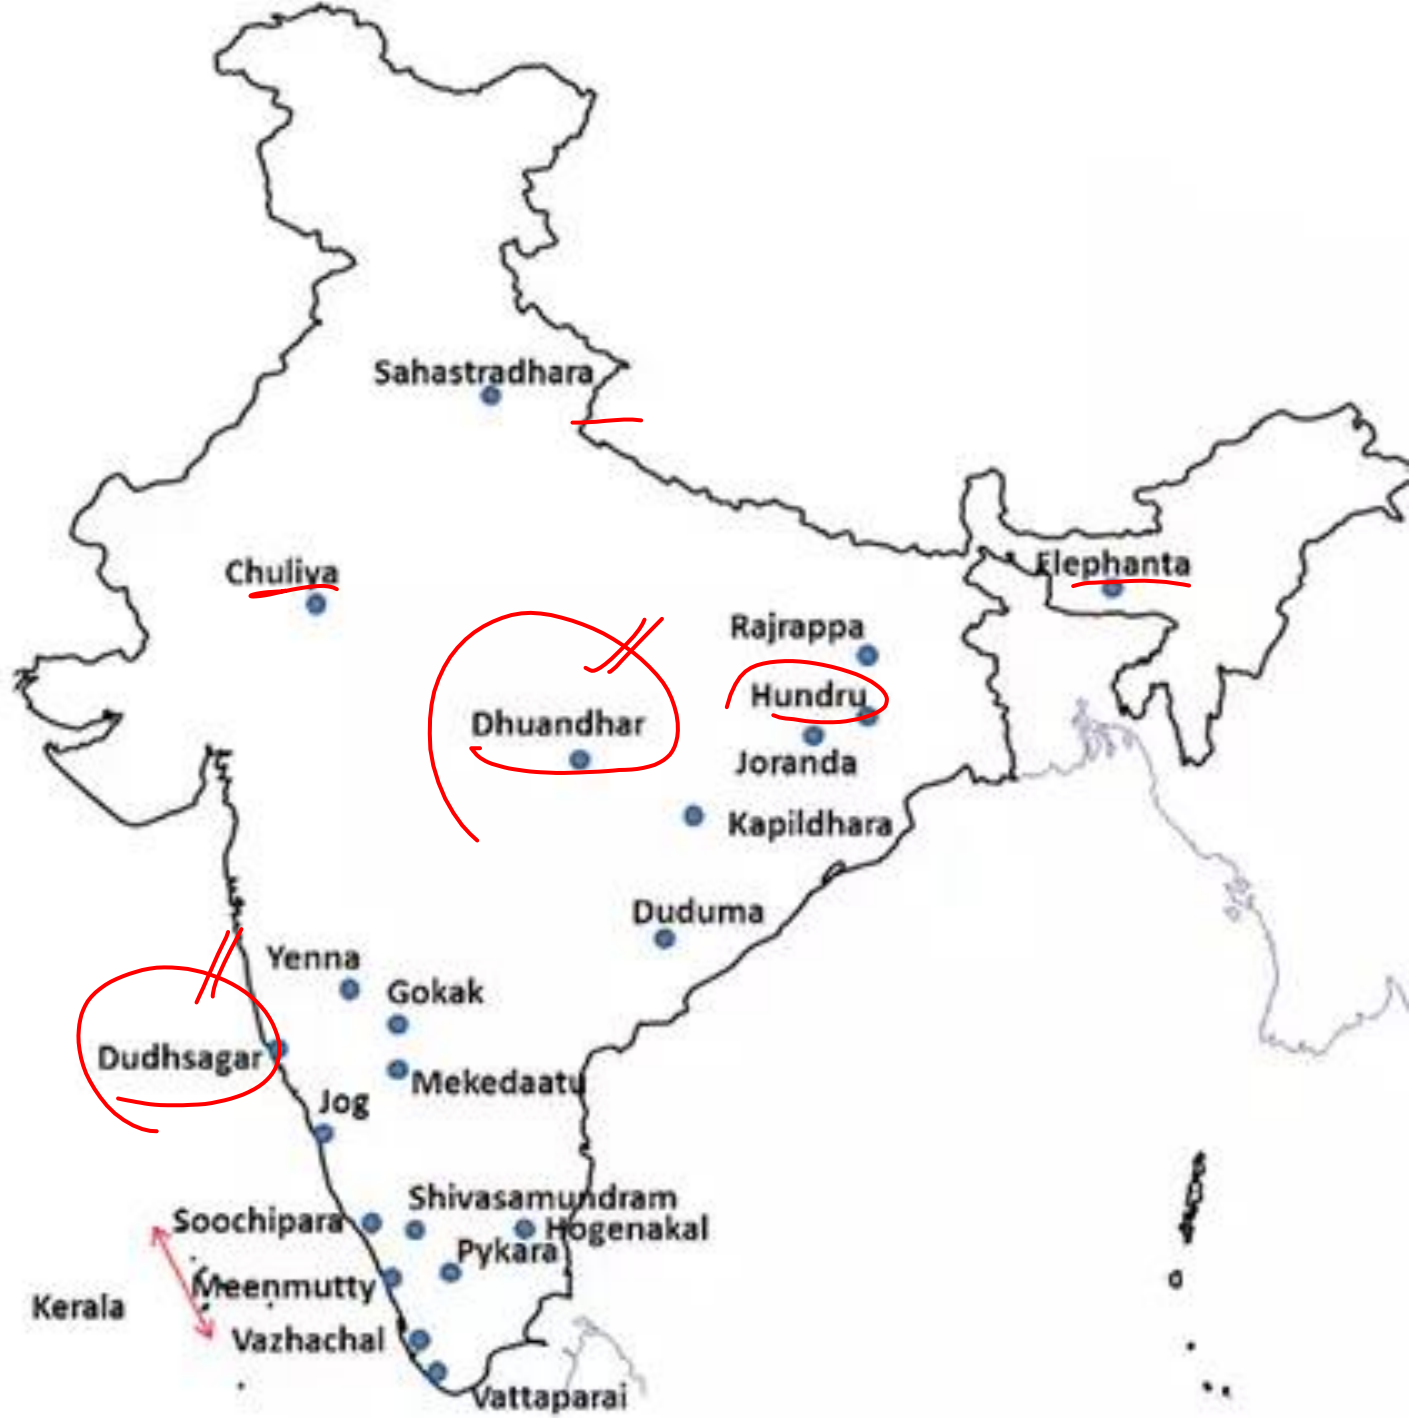 Sahastradhara
Chuliya
Elephanta
Rajrappa
Hundru
Dhuandhar
Joranda
Kapildhara
Duduma
Yenna
Gokak
Dudhsagar
Mekedaatu
Jog
Shivasamundram
Soochipara
Hogenakal
Pykara
Meenmutty
Kerala
Vazhachal
Vattaparai